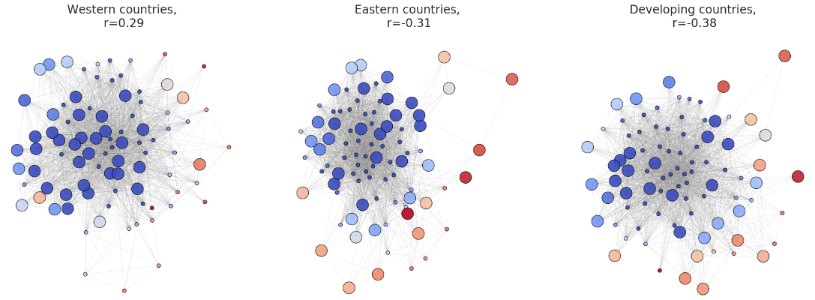 Western countries,
r=0.29
Eastern countries,
r=-0.31
Developing countries,
r=-0.38